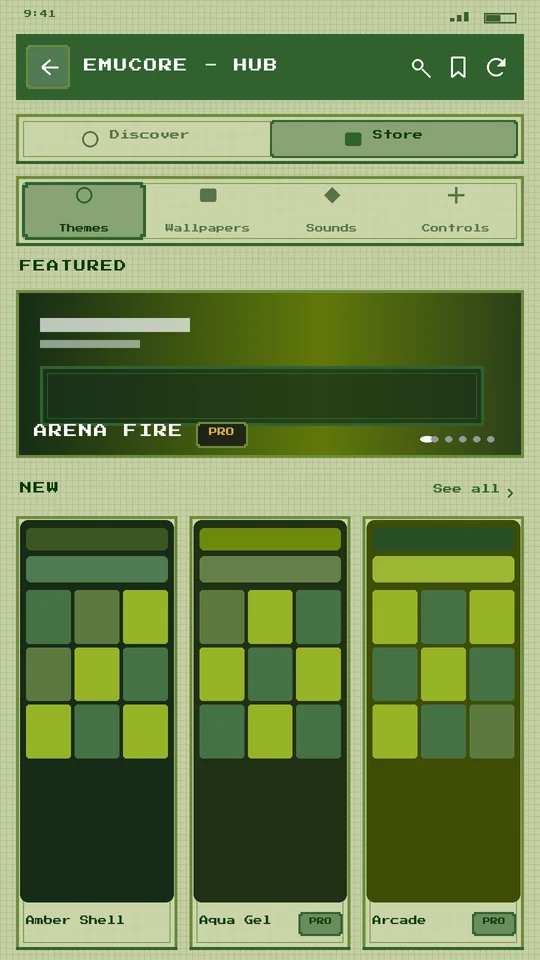 9:41
EMUCORE - HUB
Discover
Store
Themes
Wallpapers
Sounds
Controls
FEATURED
ARENA FIRE
PRO
NEW
See all
Amber Shell
Aqua Gel
PRO
Arcade
PRO